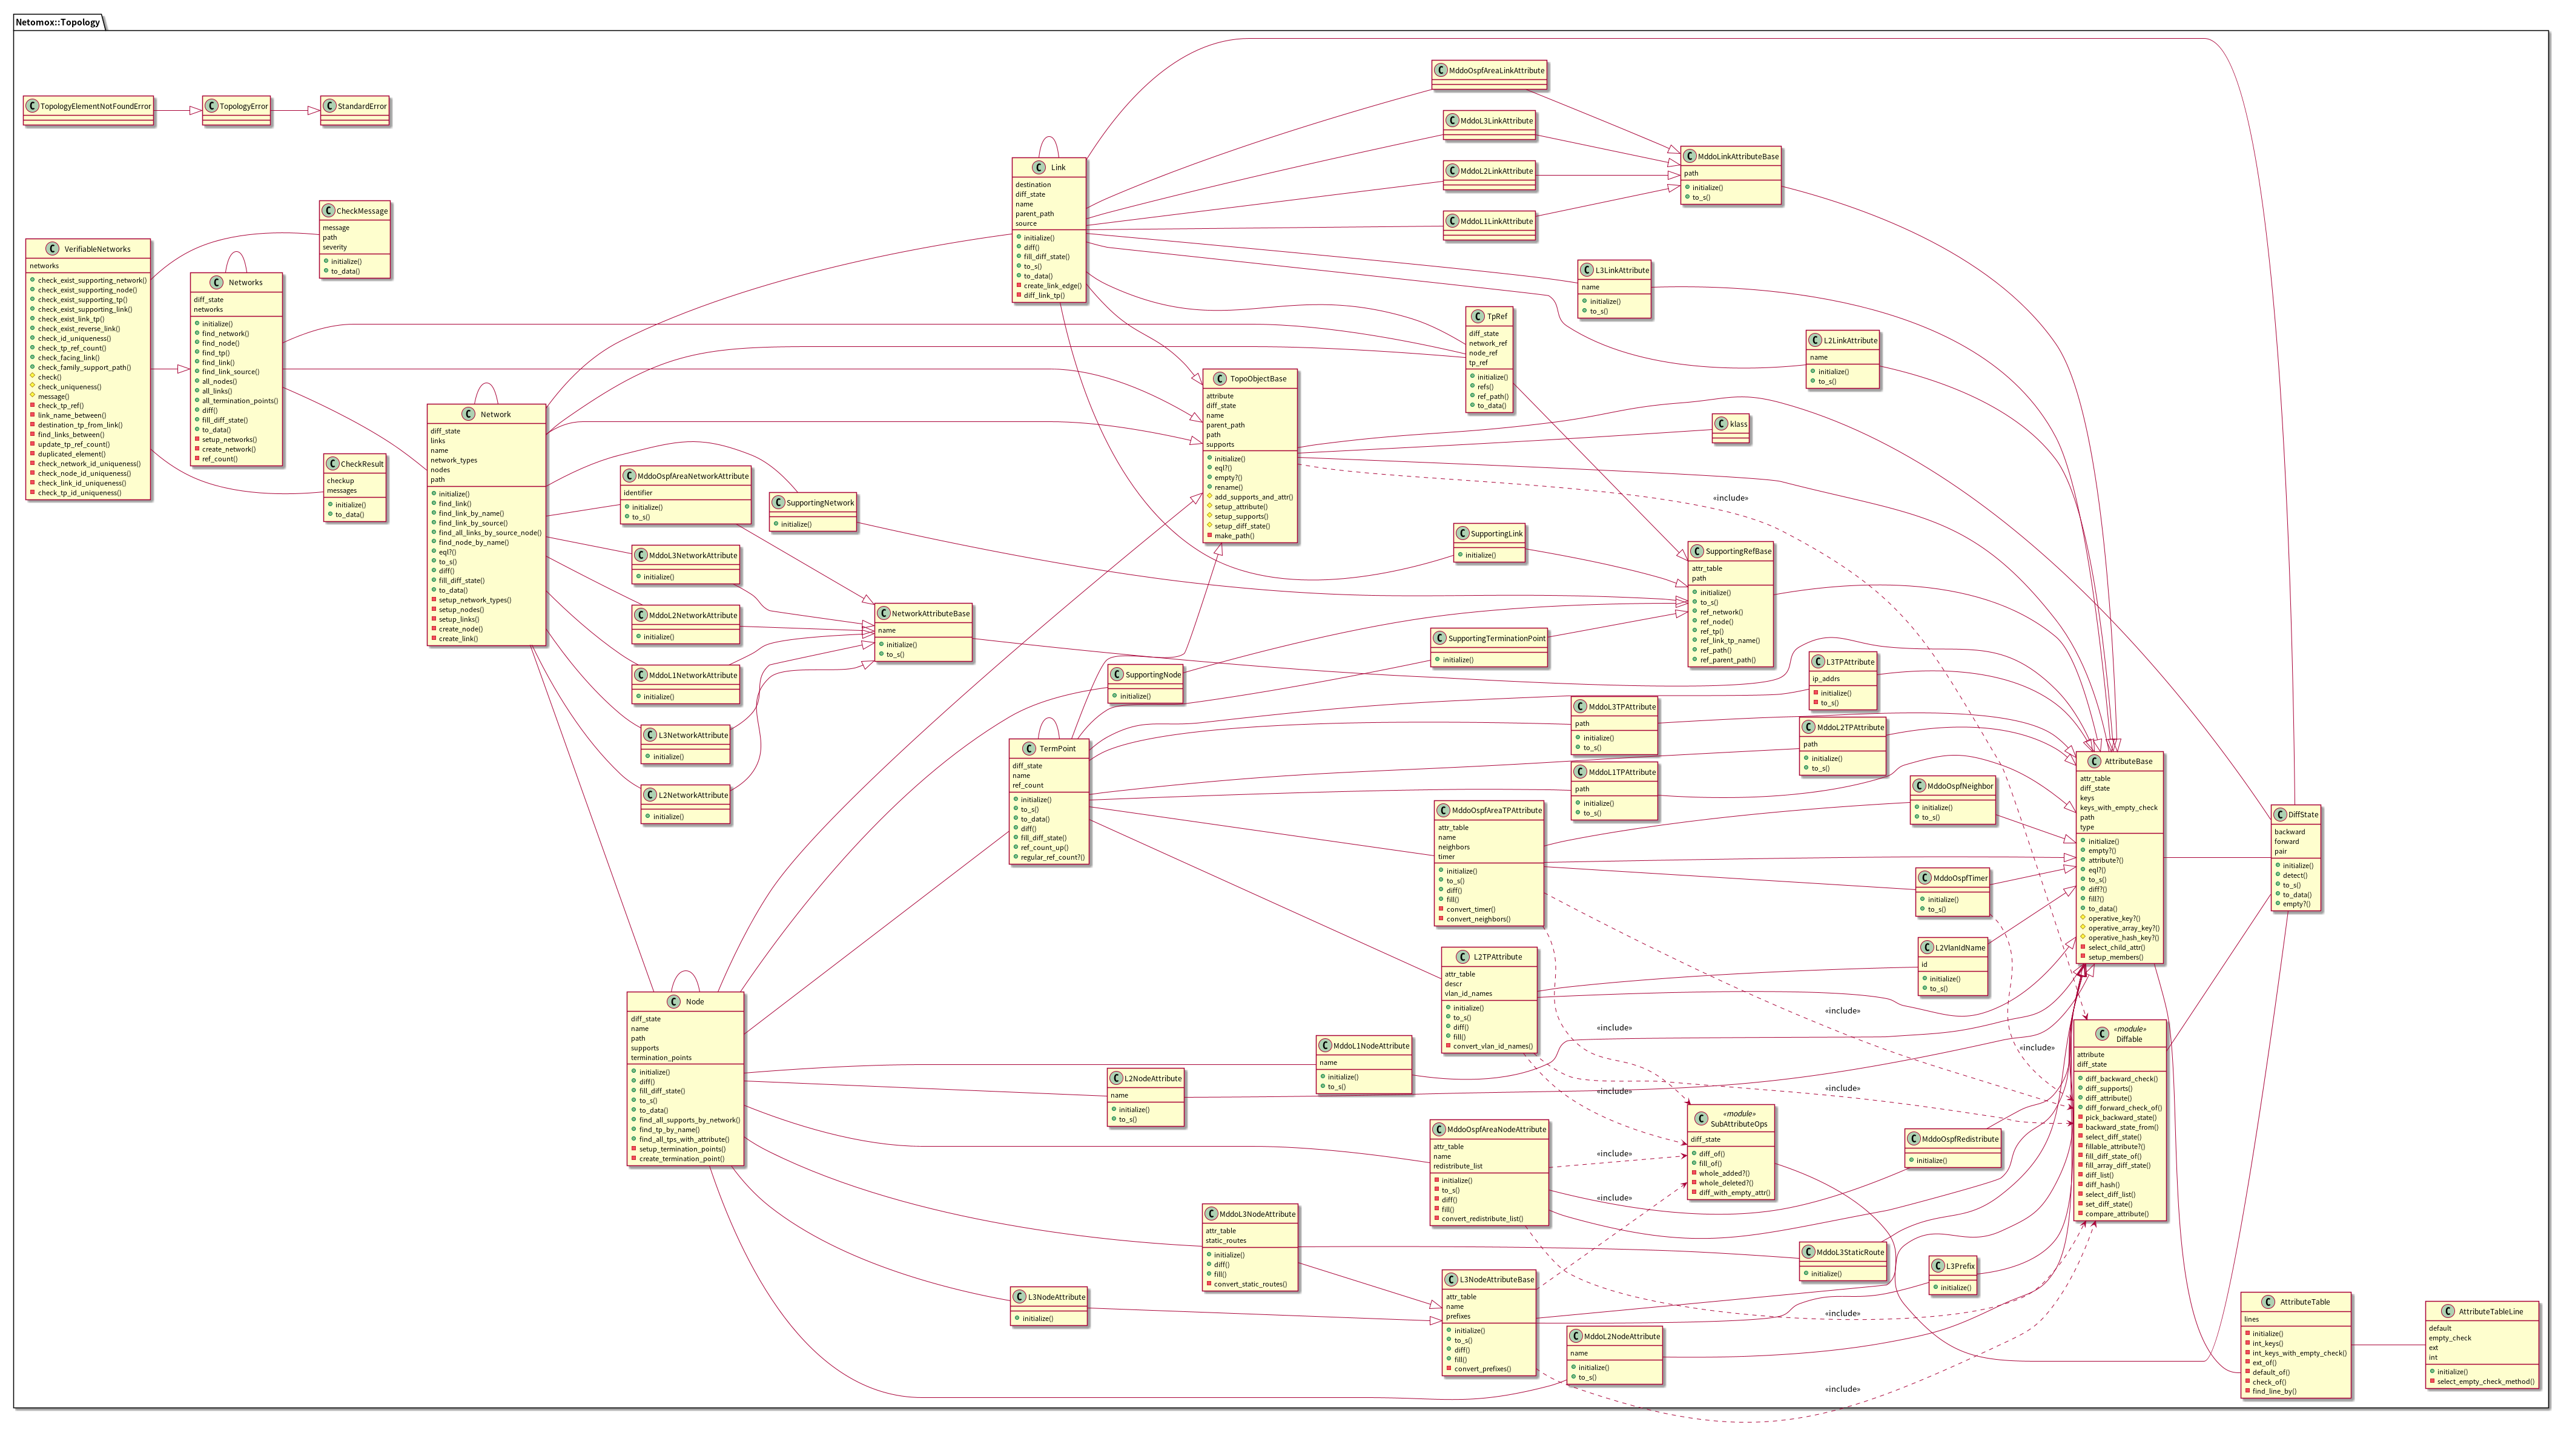 Netomox::Topology
TopologyElementNotFoundError
TopologyError
StandardError
VerifiableNetworks
networks
check_exist_supporting_network()
check_exist_supporting_node()
check_exist_supporting_tp()
check_exist_supporting_link()
check_exist_link_tp()
check_exist_reverse_link()
check_id_uniqueness()
check_tp_ref_count()
check_facing_link()
check_family_support_path()
check()
check_uniqueness()
message()
check_tp_ref()
link_name_between()
destination_tp_from_link()
find_links_between()
update_tp_ref_count()
duplicated_element()
check_network_id_uniqueness()
check_node_id_uniqueness()
check_link_id_uniqueness()
check_tp_id_uniqueness()
Networks
diff_state
networks
initialize()
find_network()
find_node()
find_tp()
find_link()
find_link_source()
all_nodes()
all_links()
all_termination_points()
diff()
fill_diff_state()
to_data()
setup_networks()
create_network()
ref_count()
CheckMessage
message
path
severity
initialize()
to_data()
CheckResult
checkup
messages
initialize()
to_data()
Network
diff_state
links
name
network_types
nodes
path
initialize()
find_link()
find_link_by_name()
find_link_by_source()
find_all_links_by_source_node()
find_node_by_name()
eql?()
to_s()
diff()
fill_diff_state()
to_data()
setup_network_types()
setup_nodes()
setup_links()
create_node()
create_link()
MddoOspfAreaNetworkAttribute
identifier
initialize()
to_s()
MddoL3NetworkAttribute
initialize()
MddoL2NetworkAttribute
initialize()
MddoL1NetworkAttribute
initialize()
L3NetworkAttribute
initialize()
L2NetworkAttribute
initialize()
SupportingNetwork
initialize()
NetworkAttributeBase
name
initialize()
to_s()
Node
diff_state
name
path
supports
termination_points
initialize()
diff()
fill_diff_state()
to_s()
to_data()
find_all_supports_by_network()
find_tp_by_name()
find_all_tps_with_attribute()
setup_termination_points()
create_termination_point()
Link
destination
diff_state
name
parent_path
source
initialize()
diff()
fill_diff_state()
to_s()
to_data()
create_link_edge()
diff_link_tp()
TopoObjectBase
attribute
diff_state
name
parent_path
path
supports
initialize()
eql?()
empty?()
rename()
add_supports_and_attr()
setup_attribute()
setup_supports()
setup_diff_state()
make_path()
SupportingNode
initialize()
TermPoint
diff_state
name
ref_count
initialize()
to_s()
to_data()
diff()
fill_diff_state()
ref_count_up()
regular_ref_count?()
MddoOspfAreaLinkAttribute
MddoL3LinkAttribute
MddoL2LinkAttribute
MddoL1LinkAttribute
MddoLinkAttributeBase
path
initialize()
to_s()
L3LinkAttribute
name
initialize()
to_s()
L2LinkAttribute
name
initialize()
to_s()
TpRef
diff_state
network_ref
node_ref
tp_ref
initialize()
refs()
ref_path()
to_data()
klass
«include»
SupportingLink
initialize()
SupportingRefBase
attr_table
path
initialize()
to_s()
ref_network()
ref_node()
ref_tp()
ref_link_tp_name()
ref_path()
ref_parent_path()
SupportingTerminationPoint
initialize()
L3TPAttribute
ip_addrs
initialize()
to_s()
MddoL3TPAttribute
path
initialize()
to_s()
MddoL2TPAttribute
path
initialize()
to_s()
MddoL1TPAttribute
path
initialize()
to_s()
MddoOspfAreaTPAttribute
attr_table
name
neighbors
timer
initialize()
to_s()
diff()
fill()
convert_timer()
convert_neighbors()
MddoOspfNeighbor
initialize()
to_s()
MddoOspfTimer
initialize()
to_s()
L2VlanIdName
id
initialize()
to_s()
L2TPAttribute
attr_table
descr
vlan_id_names
initialize()
to_s()
diff()
fill()
convert_vlan_id_names()
AttributeBase
attr_table
diff_state
keys
keys_with_empty_check
path
type
initialize()
empty?()
attribute?()
eql?()
to_s()
diff?()
fill?()
to_data()
operative_key?()
operative_array_key?()
operative_hash_key?()
select_child_attr()
setup_members()
DiffState
backward
forward
pair
initialize()
detect()
to_s()
to_data()
empty?()
«include»
«include»
«include»
«include»
«include»
«module»
Diffable
attribute
diff_state
diff_backward_check()
diff_supports()
diff_attribute()
diff_forward_check_of()
pick_backward_state()
backward_state_from()
select_diff_state()
fillable_attribute?()
fill_diff_state_of()
fill_array_diff_state()
diff_list()
diff_hash()
select_diff_list()
set_diff_state()
compare_attribute()
MddoL1NodeAttribute
name
initialize()
to_s()
L2NodeAttribute
name
initialize()
to_s()
«module»
SubAttributeOps
diff_state
diff_of()
fill_of()
whole_added?()
whole_deleted?()
diff_with_empty_attr()
MddoOspfAreaNodeAttribute
attr_table
name
redistribute_list
initialize()
to_s()
diff()
fill()
convert_redistribute_list()
«include»
«include»
MddoOspfRedistribute
initialize()
MddoL3NodeAttribute
attr_table
static_routes
initialize()
diff()
fill()
convert_static_routes()
MddoL3StaticRoute
initialize()
L3Prefix
initialize()
L3NodeAttribute
initialize()
L3NodeAttributeBase
attr_table
name
prefixes
initialize()
to_s()
diff()
fill()
convert_prefixes()
«include»
MddoL2NodeAttribute
name
initialize()
to_s()
«include»
AttributeTable
lines
initialize()
int_keys()
int_keys_with_empty_check()
ext_of()
default_of()
check_of()
find_line_by()
AttributeTableLine
default
empty_check
ext
int
initialize()
select_empty_check_method()